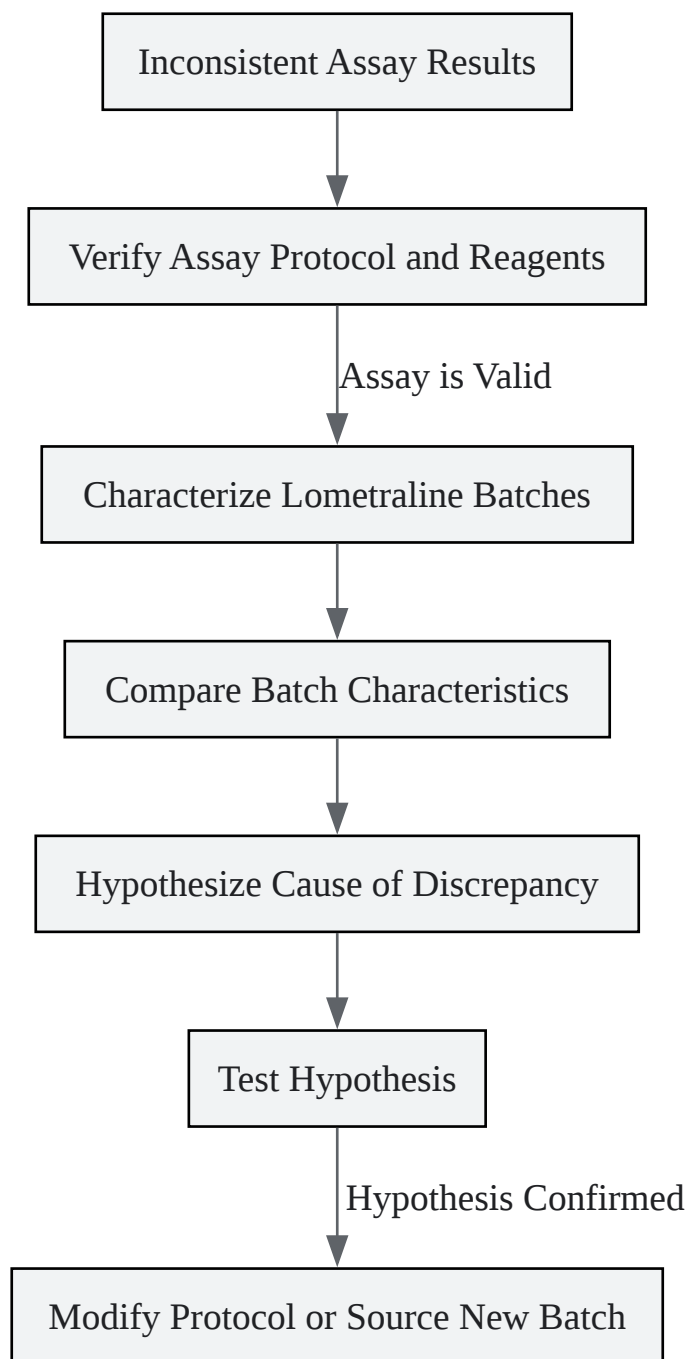 Inconsistent Assay Results
Verify Assay Protocol and Reagents
Assay is Valid
Characterize Lometraline Batches
Compare Batch Characteristics
Hypothesize Cause of Discrepancy
Test Hypothesis
Hypothesis Confirmed
Modify Protocol or Source New Batch